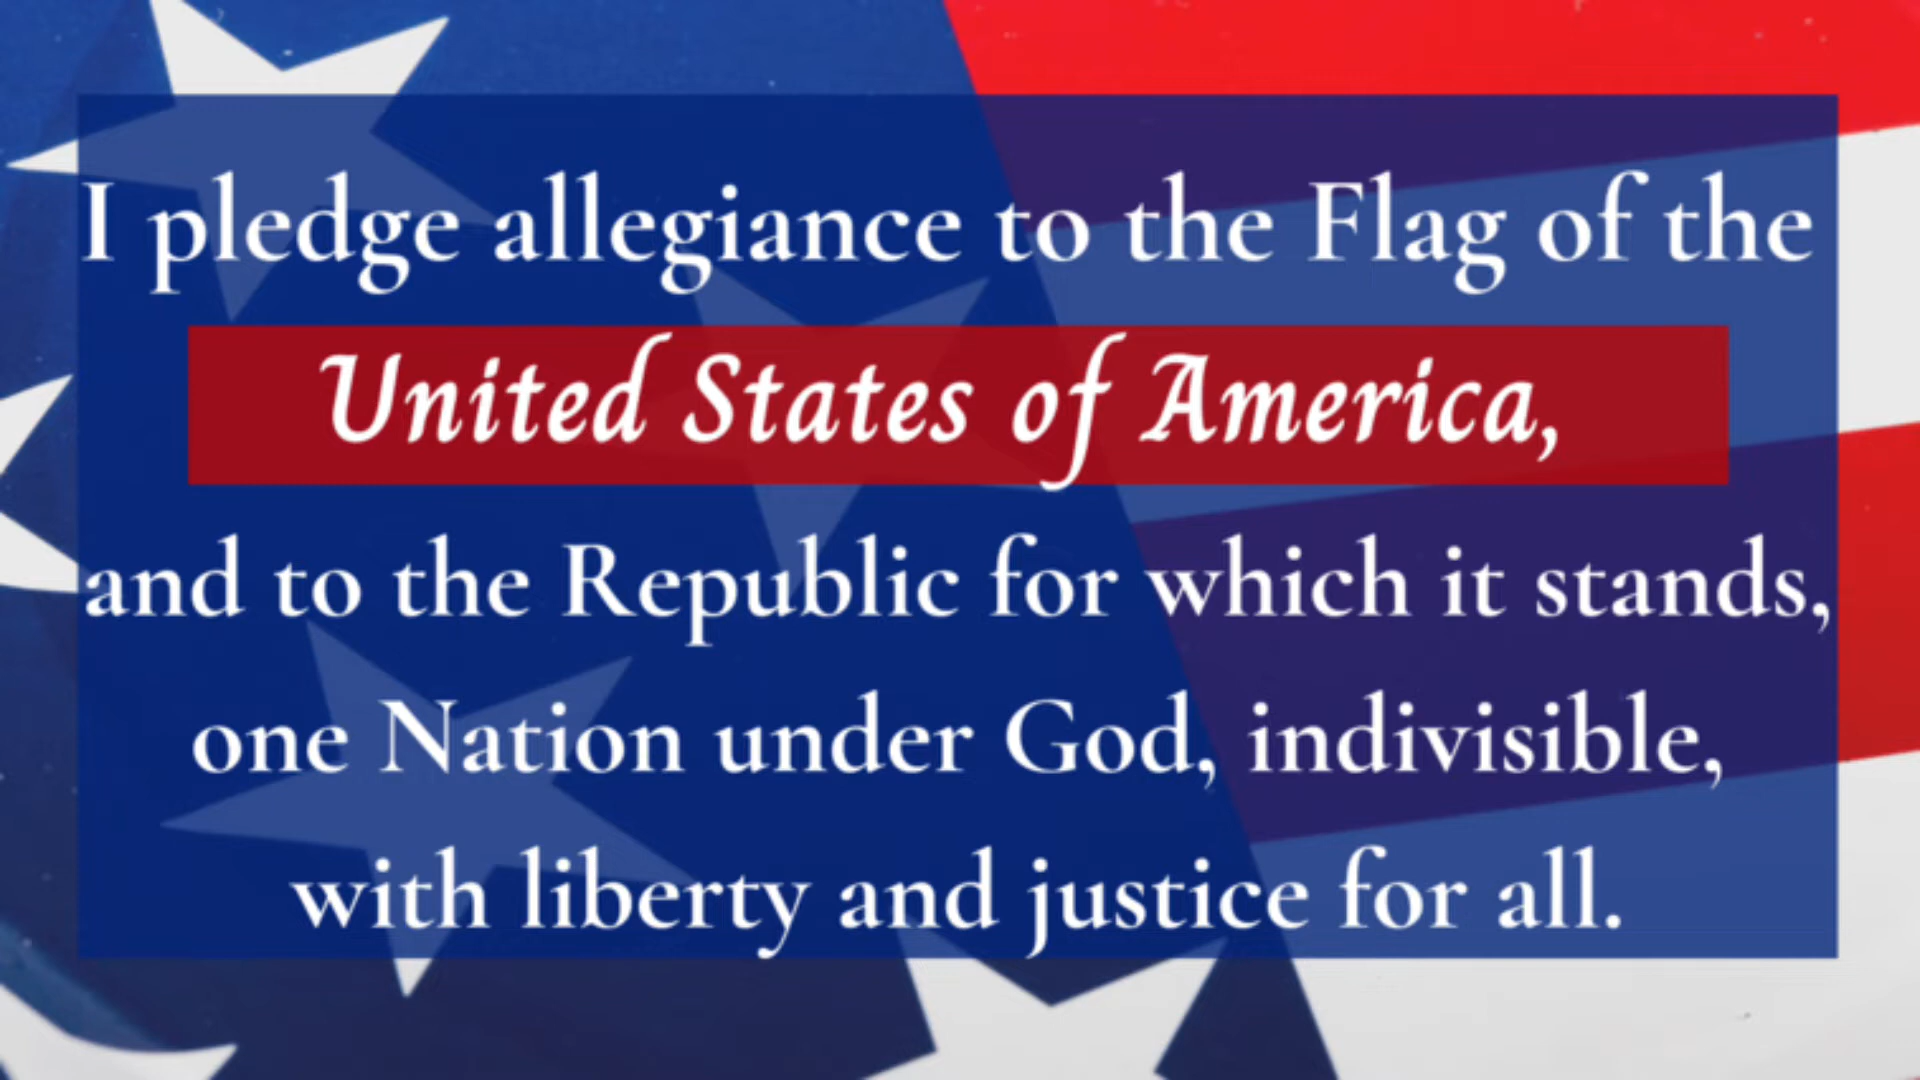 I pledge allegiance to the Flag of the
United States of America,
and to the Republic for which it stands,
one Nation under God, indivisible,
with liberty and justice for all.